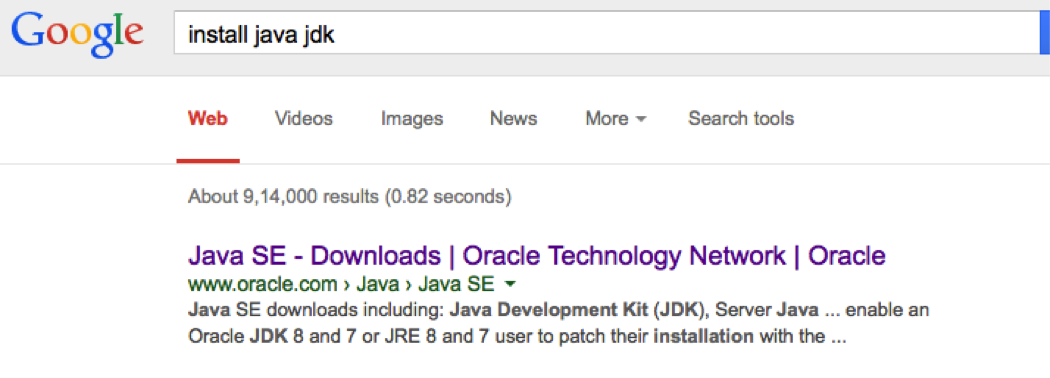 Google
install java jdk
Web Videos Images News More Search tools
About 9,14,000 results (0.82 seconds)
Java SE - Downloads | Oracle Technology Network | Oracle
www.oracle.com › Java › Java SE
Java SE downloads including: Java Development Kit (JDK), Server Java ... enable an
Oracle JDK 8 and 7 or JRE 8 and 7 user to patch their installation with the ...